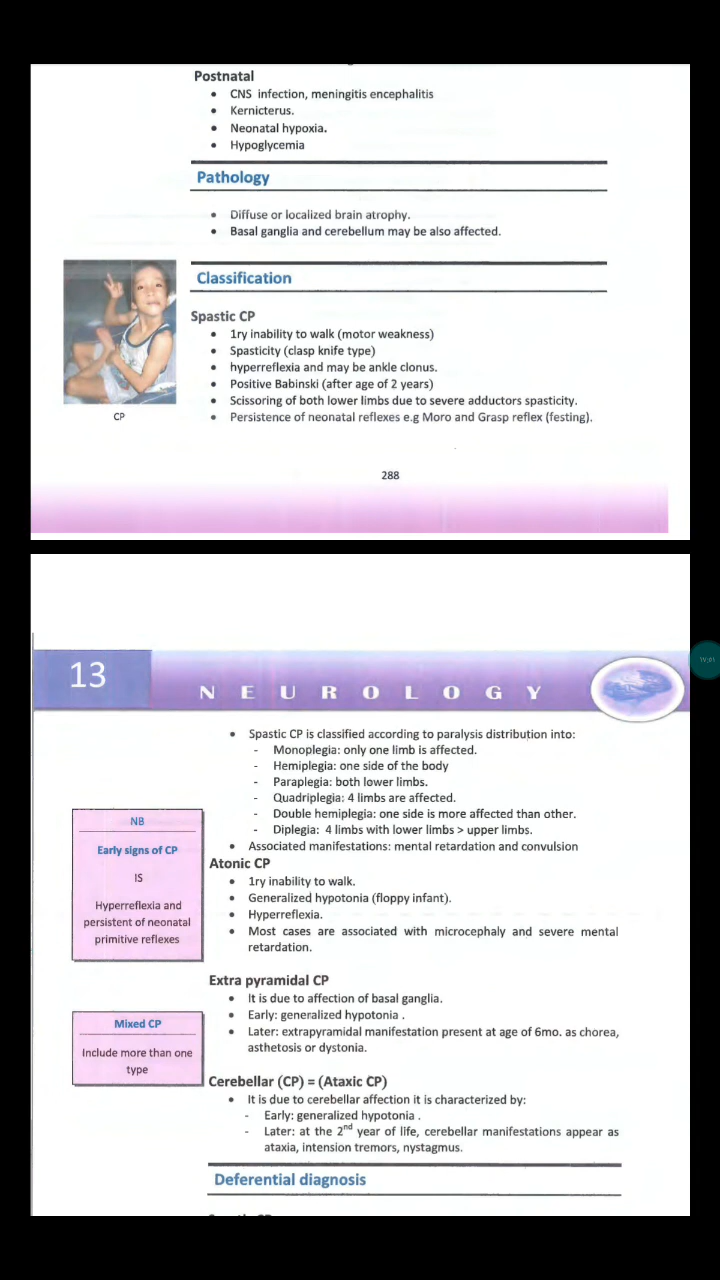 Postnatal
• CNS infection, meningitis encephalitis
• Kernicterus.
• Neonatal hypoxia.
• Hypoglycemia
Pathology
• Diffuse or localized brain atrophy.
• Basal ganglia and cerebellum may be also affected.
Classification
CP
Spastic CP
• 1ry inability to walk (motor weakness)
• Spasticity (clasp knife type)
• hyperreflexia and may be ankle clonus.
• Positive Babinski (after age of 2 years)
• Scissoring of both lower limbs due to severe adductors spasticity.
• Persistence of neonatal reflexes e.g Moro and Grasp reflex (festing).
288
13
NEUROLOGY
• Spastic CP is classified according to paralysis distribution into:
- Monoplegia: only one limb is affected.
- Hemiplegia: one side of the body
- Paraplegia: both lower limbs.
- Quadriplegia: 4 limbs are affected.
- Double hemiplegia: one side is more affected than other.
- Diplegia: 4 limbs with lower limbs > upper limbs.
• Associated manifestations: mental retardation and convulsion
NB
Early signs of CP
IS
Hyperreflexia and
persistent of neonatal
primitive reflexes
Atonic CP
• 1ry inability to walk.
• Generalized hypotonia (floppy infant).
• Hyperreflexia.
• Most cases are associated with microcephaly and severe mental
retardation.
Extra pyramidal CP
• It is due to affection of basal ganglia.
• Early: generalized hypotonia .
• Later: extrapyramidal manifestation present at age of 6mo. as chorea,
asthetosis or dystonia.
Mixed CP
Include more than one
type
Cerebellar (CP) = (Ataxic CP)
• It is due to cerebellar affection it is characterized by:
- Early: generalized hypotonia .
- Later: at the 2nd year of life, cerebellar manifestations appear as
ataxia, intension tremors, nystagmus.
Deferential diagnosis